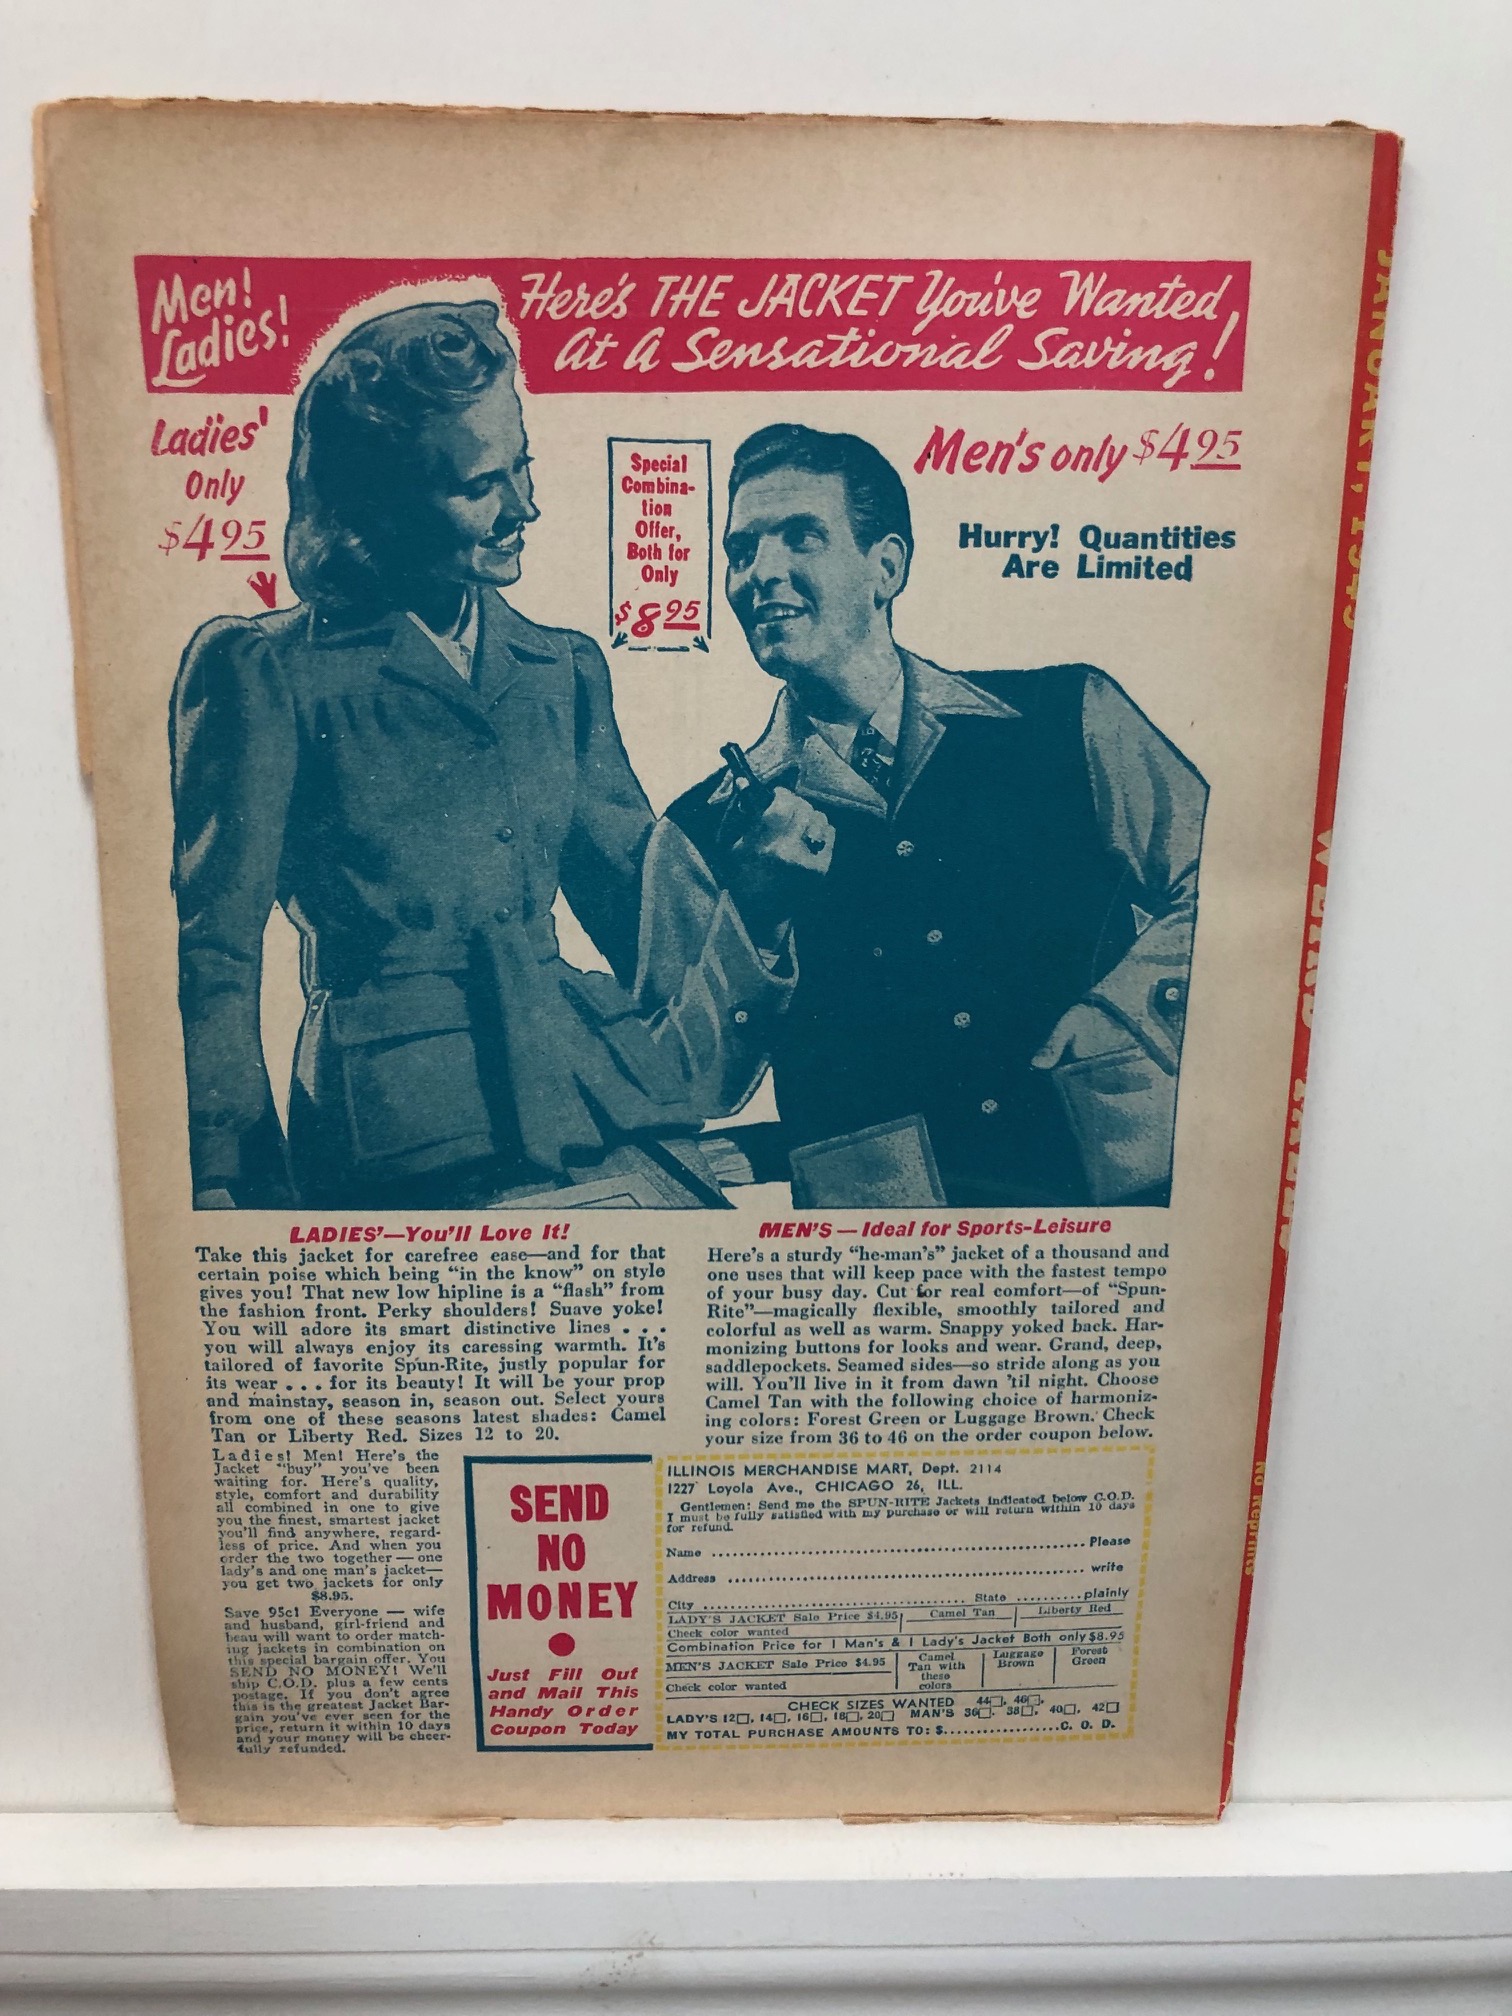 Men!
Ladies!
Here's THE JACKET You've Wanted
At A Sensational Saving!
Ladies'
Only
$4.95
Special
Combina-
tion
Offer,
Both for
Only
$8.95
Men's only $4.95
Hurry! Quantities
Are Limited
LADIES'—You'll Love It!
Take this jacket for carefree ease—and for that
certain poise which being "in the know" on style
gives you! That new low hipline is a "flash" from
the fashion front. Perky shoulders! Suave yoke!
You will adore its smart distinctive lines . . .
you will always enjoy its caressing warmth. It's
tailored of favorite Spun-Rite, justly popular for
its wear . . . for its beauty! It will be your prop
and mainstay, season in, season out. Select yours
from one of these seasons latest shades: Camel
Tan or Liberty Red. Sizes 12 to 20.
MEN'S — Ideal for Sports-Leisure
Here's a sturdy "he-man's" jacket of a thousand and
one uses that will keep pace with the fastest tempo
of your busy day. Cut for real comfort—of "Spun-
Rite"—magically flexible, smoothly tailored and
colorful as well as warm. Snappy yoked back. Har-
monizing buttons for looks and wear. Grand, deep,
saddlepockets. Seamed sides—so stride along as you
will. You'll live in it from dawn 'til night. Choose
Camel Tan with the following choice of harmoniz-
ing colors: Forest Green or Luggage Brown. Check
your size from 36 to 46 on the order coupon below.
Ladies! Men! Here's the
Jacket "buy" you've been
waiting for. Here's quality,
style, comfort and durability
all combined in one to give
you the finest, smartest jacket
you'll find anywhere, regard-
less of price. And when you
order the two together — one
lady's and one man's jacket—
you get two jackets for only
$8.95.
Save 95c! Everyone — wife
and husband, girl-friend and
beau will want to order match-
ing jackets in combination on
this special bargain offer. You
SEND NO MONEY! We'll
ship C.O.D. plus a few cents
postage. If you don't agree
this is the greatest Jacket Bar-
gain you've ever seen for the
price, return it within 10 days
and your money will be cheer-
fully refunded.
SEND
NO
MONEY
Just Fill Out
and Mail This
Handy Order
Coupon Today
ILLINOIS MERCHANDISE MART, Dept. 2114
1227 Loyola Ave., CHICAGO 26, ILL.
Gentlemen: Send me the SPUN-RITE Jackets indicated below C.O.D.
I must be fully satisfied with my purchase or will return within 10 days
for refund.
Name ........ Please
Address ........ write
City ........ State ........ plainly
LADY'S JACKET Sale Price $4.95 Camel Tan Liberty Red
Check color wanted
Combination Price for 1 Man's & 1 Lady's Jacket Both only $8.95
MEN'S JACKET Sale Price $4.95 Camel Tan with these colors Luggage Brown Forest Green
Check color wanted
CHECK SIZES WANTED 44□, 46□,
LADY'S 12□, 14□, 16□, 18□, 20□ MAN'S 36□, 38□, 40□, 42□
MY TOTAL PURCHASE AMOUNTS TO: $........C. O. D.
JANUARY, 1945
WEIRD TALES
No Reprints